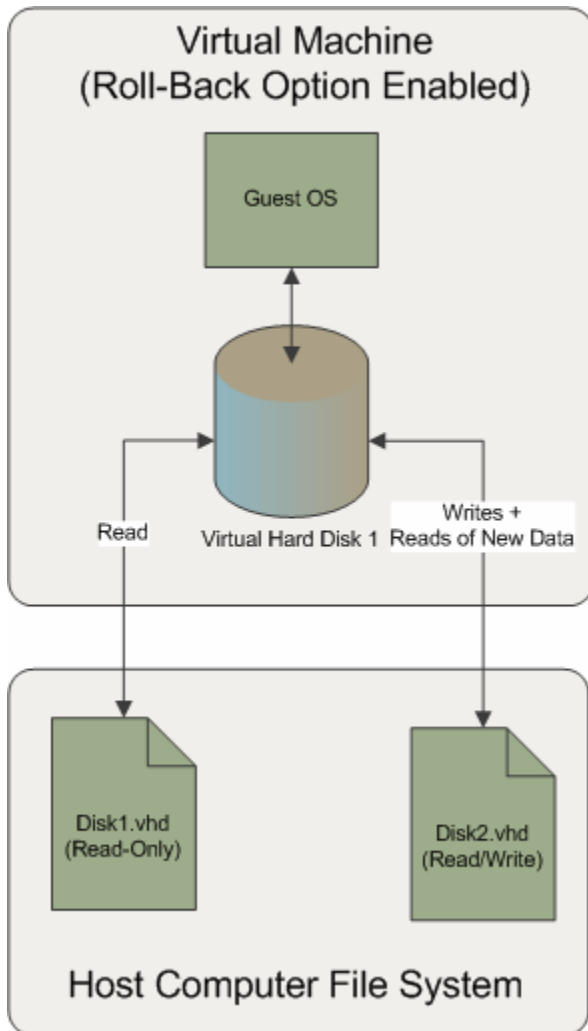 Virtual Machine
(Roll-Back Option Enabled)
Guest OS
Read
Virtual Hard Disk 1
Writes +
Reads of New Data
Disk1.vhd
(Read-Only)
Disk2.vhd
(Read/Write)
Host Computer File System